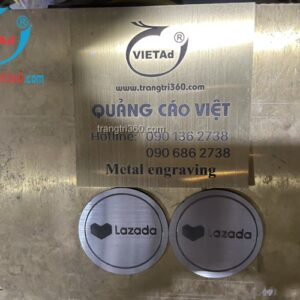 VIETAd
www.trangtri360.com
QUẢNG CÁO VIỆT
trangtri360.com
Hotline: 090 136 2738
090 686 2738
Metal engraving
Lazada
Lazada